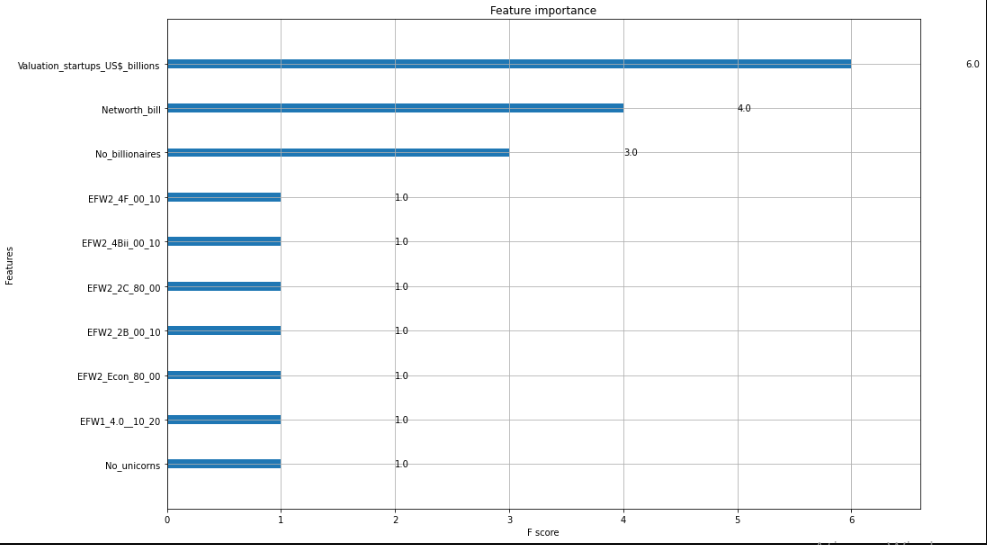 Feature importance
Valuation_startups_US$_billions 6.0
Networth_bill 4.0
No_billionaires 3.0
EFW2_4F_00_10 1.0
EFW2_4Bii_00_10 1.0
EFW2_2C_80_00 1.0
EFW2_2B_00_10 1.0
EFW2_Econ_80_00 1.0
EFW1_4.0__10_20 1.0
No_unicorns 1.0
Features
0 1 2 3 4 5 6
F score